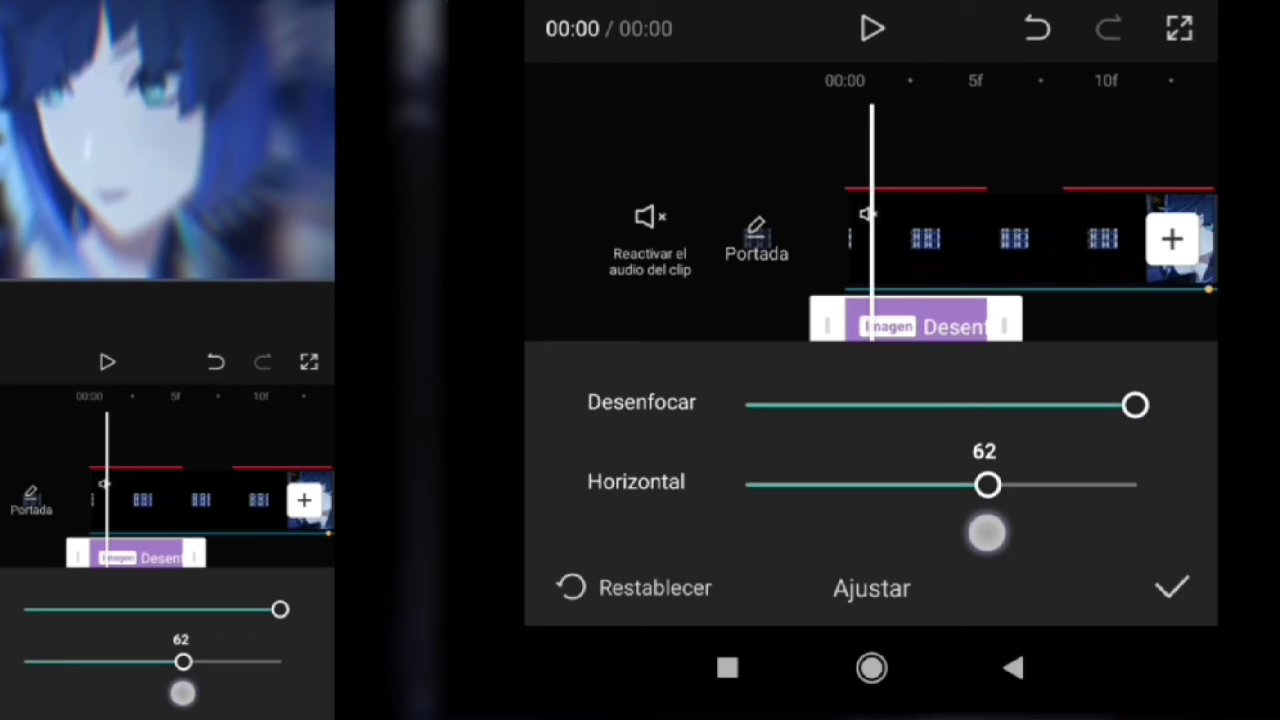 00:00 / 00:00
00:00 5f 10f
Reactivar el
audio del clip
Portada
Imagen Desenf
Desenfocar
62
Horizontal
Restablecer Ajustar
00:00 5f 10f
Portada
Imagen Desen
62